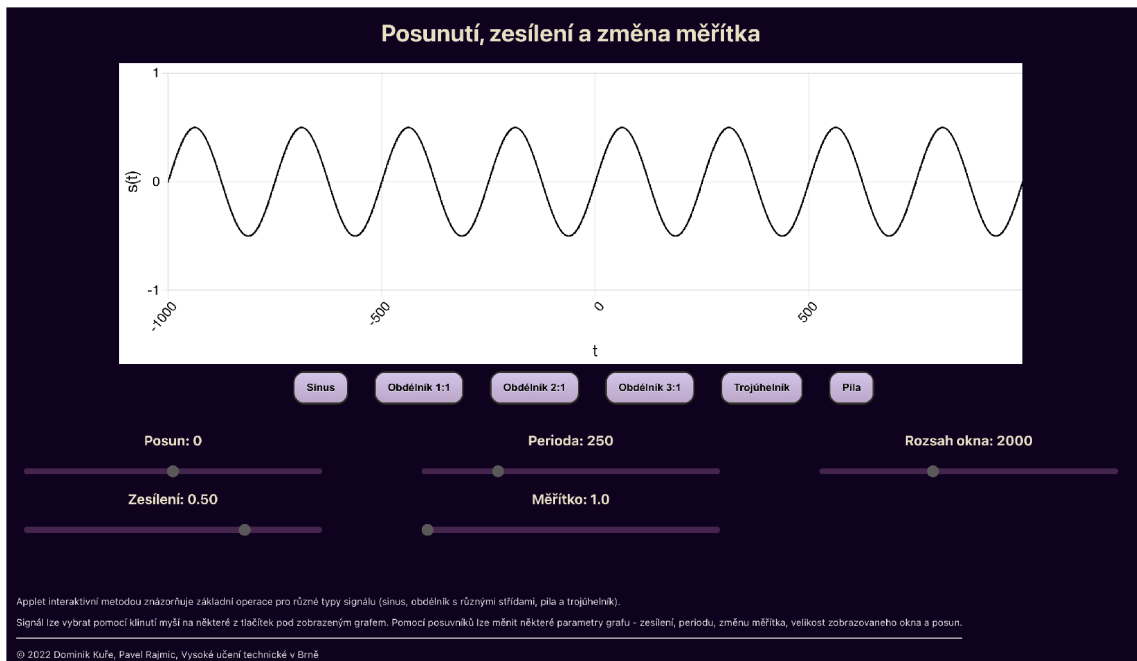 Posunutí, zesílení a změna měřítka
1
s(t)
0
-1
-1000
-500
0
500
t
Sinus
Obdélník 1:1
Obdélník 2:1
Obdélník 3:1
Trojúhelník
Pila
Posun: 0
Perioda: 250
Rozsah okna: 2000
Zesílení: 0.50
Měřítko: 1.0
Applet interaktivní metodou znázorňuje základní operace pro různé typy signálu (sinus, obdélník s různými střídami, pila a trojúhelník).
Signál lze vybrat pomocí klinutí myší na některé z tlačítek pod zobrazeným grafem. Pomocí posuvníků lze měnit některé parametry grafu - zesílení, periodu, změnu měřítka, velikost zobrazovaneho okna a posun.
© 2022 Dominik Kuře, Pavel Rajmic, Vysoké učení technické v Brně